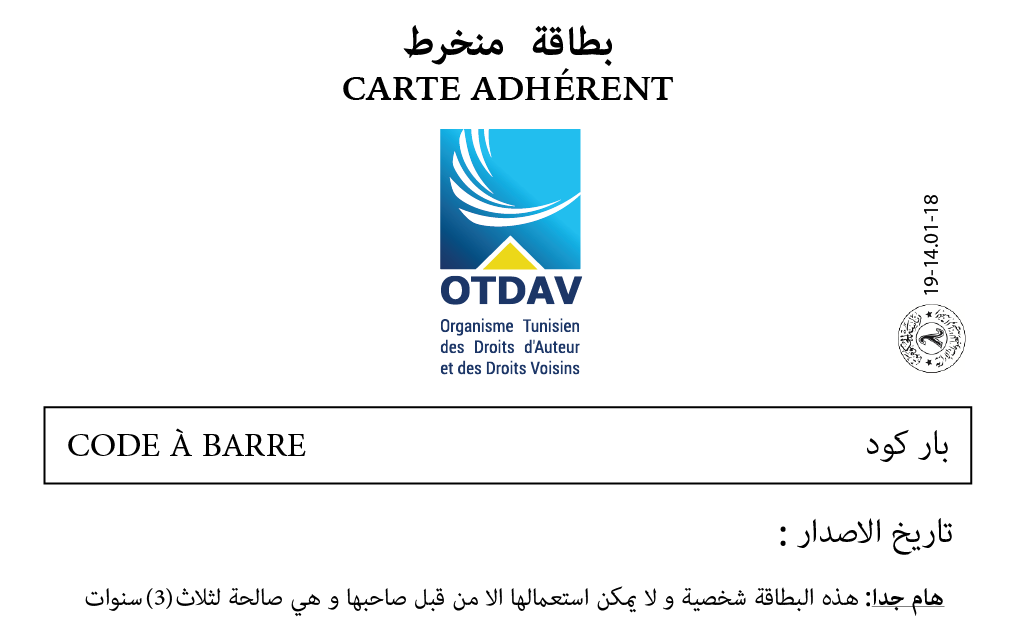 بطاقة منخرط
CARTE ADHÉRENT
OTDAV
Organisme Tunisien
des Droits d'Auteur
et des Droits Voisins
19-14.01-18
CODE À BARRE
بار كود
تاريخ الاصدار :
هام جدا: هذه البطاقة شخصية و لا يمكن استعمالها الا من قبل صاحبها و هي صالحة لثلاث(3) سنوات